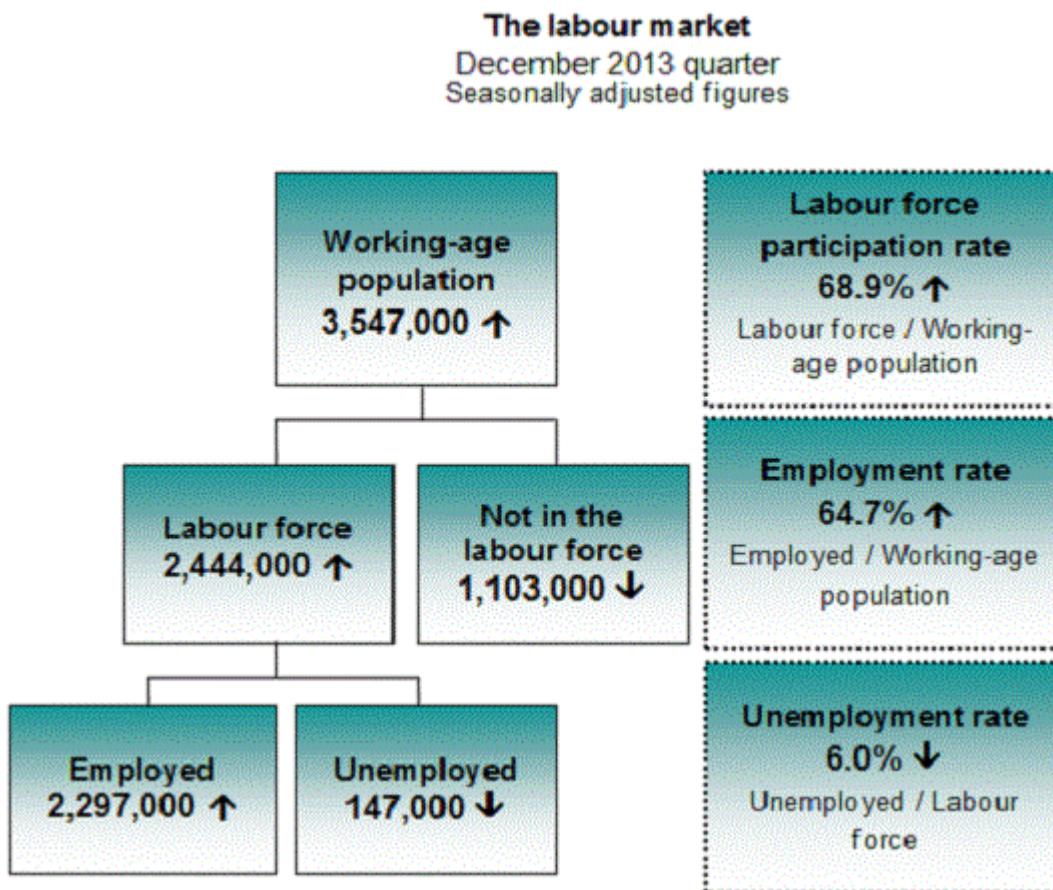 The labour market
December 2013 quarter
Seasonally adjusted figures
Working-age
population
3,547,000 ↑
Labour force
participation rate
68.9% ↑
Labour force / Working-
age population
Labour force
2,444,000 ↑
Not in the
labour force
1,103,000 ↓
Employment rate
64.7% ↑
Employed / Working-age
population
Employed
2,297,000 ↑
Unemployed
147,000 ↓
Unemployment rate
6.0% ↓
Unemployed / Labour
force